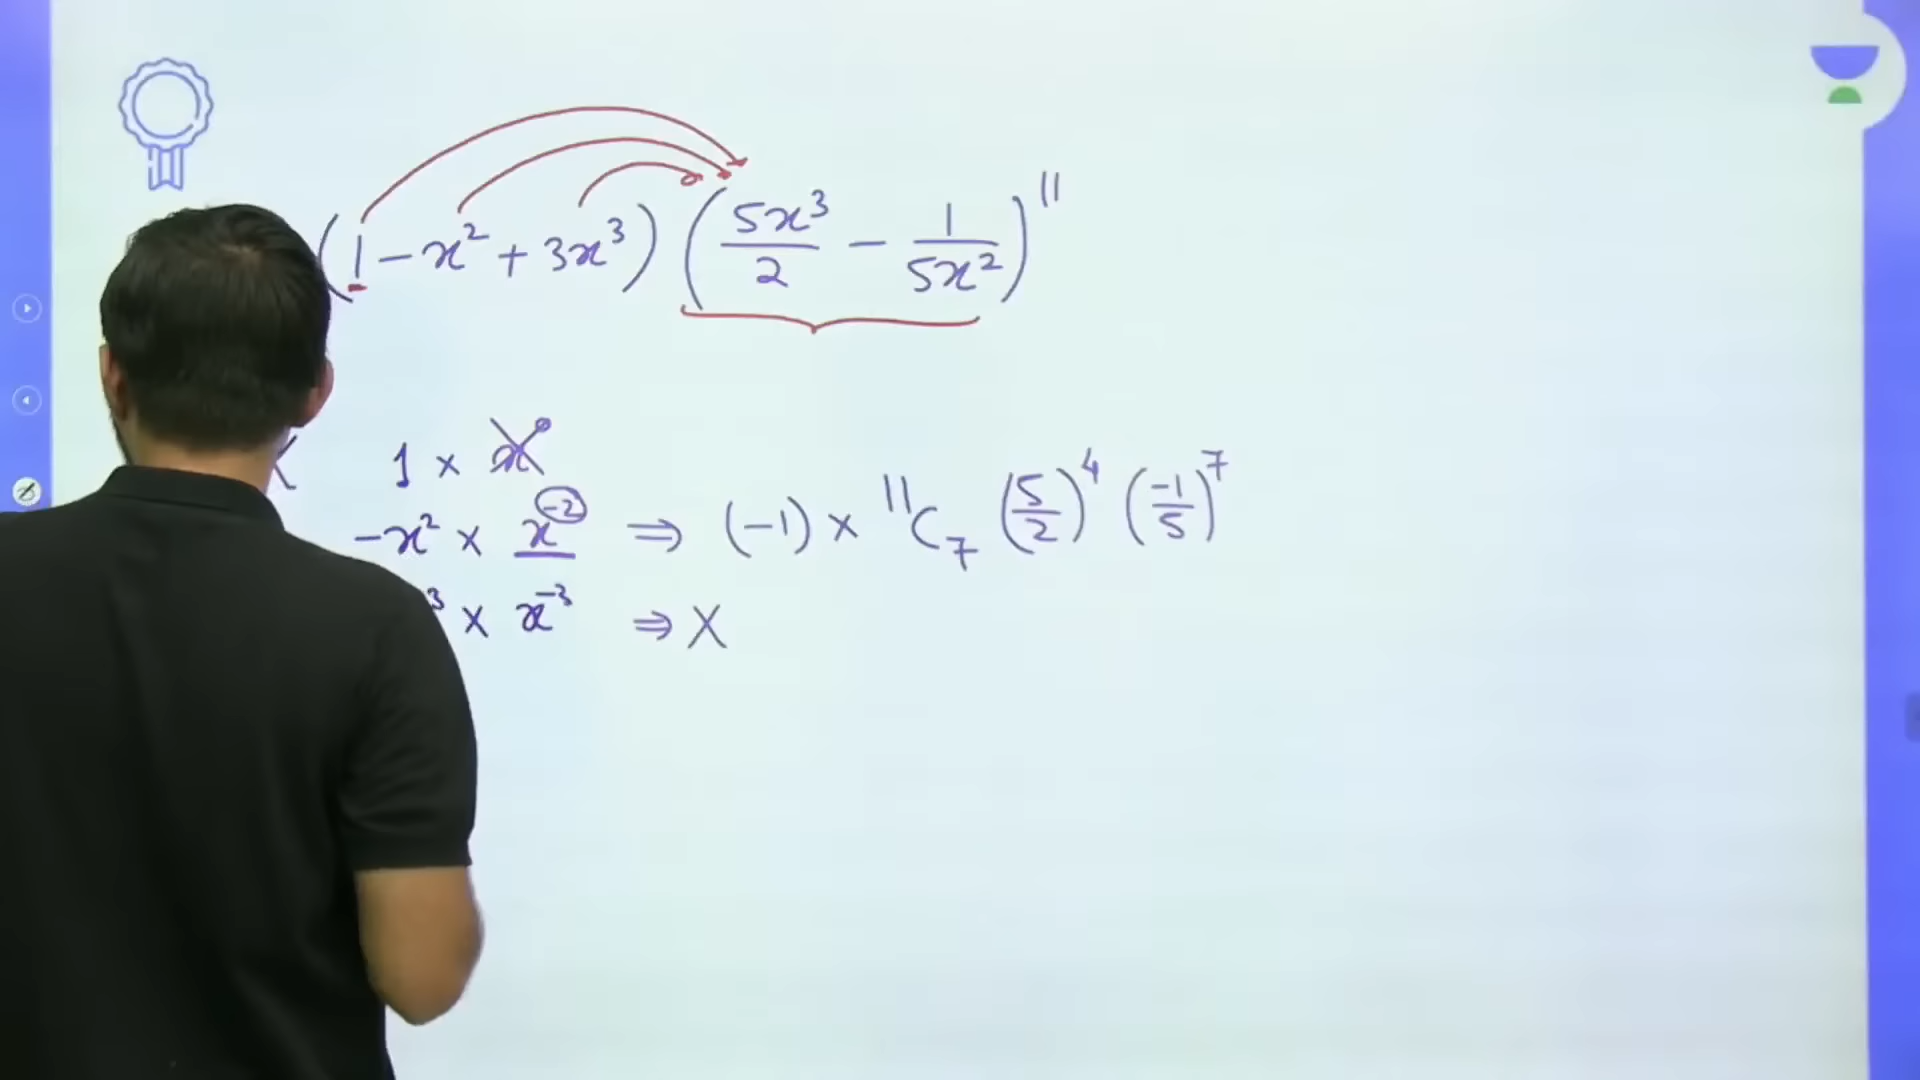 (1 - x² + 3x³) (5x³/2 - 1/5x²)¹¹
1 × x⁰
-x² × x⁻² ⇒ (-1) × ¹¹C₇ (5/2)⁴ (-1/5)⁷
³ × x⁻³ ⇒ X